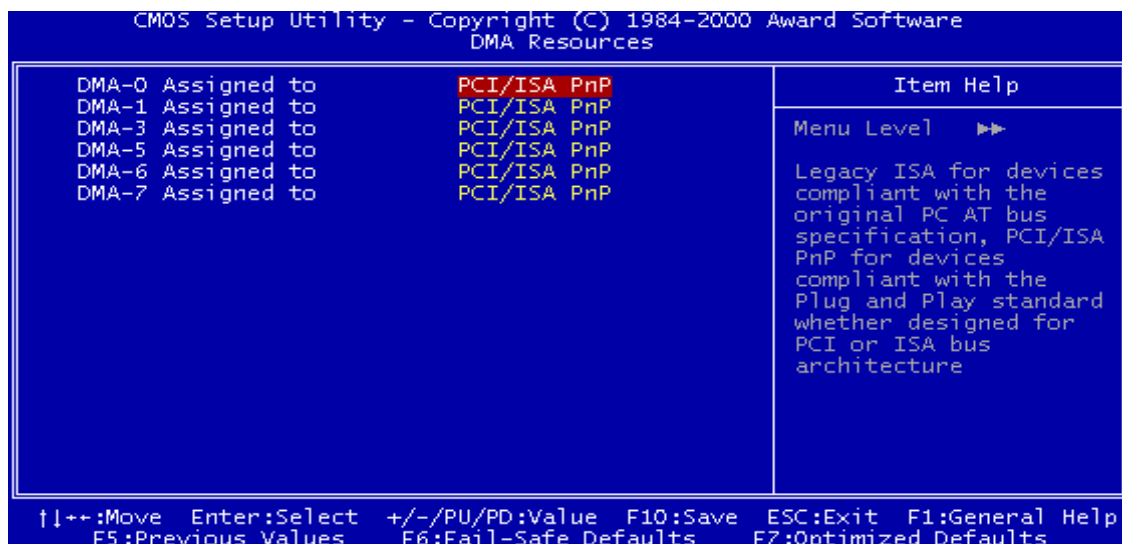 CMOS Setup Utility - Copyright (C) 1984-2000 Award Software
DMA Resources
DMA-0 Assigned to PCI/ISA PnP
DMA-1 Assigned to PCI/ISA PnP
DMA-3 Assigned to PCI/ISA PnP
DMA-5 Assigned to PCI/ISA PnP
DMA-6 Assigned to PCI/ISA PnP
DMA-7 Assigned to PCI/ISA PnP
Item Help
Menu Level ►►
Legacy ISA for devices
compliant with the
original PC AT bus
specification, PCI/ISA
PnP for devices
compliant with the
Plug and Play standard
whether designed for
PCI or ISA bus
architecture
↑↓←→:Move Enter:Select +/-/PU/PD:Value F10:Save ESC:Exit F1:General Help
F5:Previous Values F6:Fail-Safe Defaults F7:Optimized Defaults